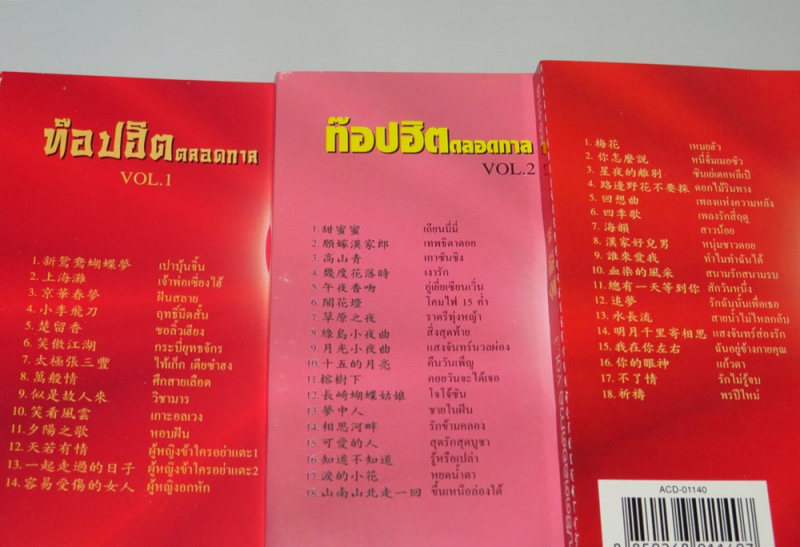 ท๊อปฮิตตลอดกาล
VOL.1
1. 新鴛鴦蝴蝶夢 เปาบุ้นจิ้น
2. 上海灘 เจ้าพ่อเซี่ยงไฮ้
3. 京華春夢 ฝันสลาย
4. 小李飛刀 ฤทธิ์มีดสั้น
5. 楚留香 ชอลิ้วเฮียง
6. 笑傲江湖 กระบี่ยุทธจักร
7. 太極張三豐 ไท้เก็ก เตียซำฮง
8. 萬般情 ศึกสายเลือด
9. 似是故人來 วิชามาร
10. 笑看風雲 เกาะอลเวง
11. 夕陽之歌 หอบฝัน
12. 天若有情 ผู้หญิงข้าใครอย่าแตะ1
13. 一起走過的日子 ผู้หญิงข้าใครอย่าแตะ2
14. 容易愛傷的女人 ผู้หญิงอกหัก
ท๊อปฮิตตลอดกาล
VOL.2
1. 甜蜜蜜 เถียนมี่มี่
2. 願嫁漢家郎 เทพธิดาดอย
3. 高山青 เกาซันชิง
4. 幾度花落時 เงารัก
5. 午夜香吻 อู่เยี่ยเซียนเวิ่น
6. 鬧花燈 โคมไฟ 15 ค่ำ
7. 草原之夜 ราตรีทุ่งหญ้า
8. 綠島小夜曲 สิ่งสุดท้าย
9. 月光小夜曲 แสงจันทร์นวลผ่อง
10. 十五的月亮 คืนวันเพ็ญ
11. 榕樹下 คอยวันจะได้เจอ
12. 長崎蝴蝶姑娘 โจโจ้ซัน
13. 夢中人 ชายในฝัน
14. 相思河畔 รักข้ามคลอง
15. 可愛的人 สุดรักสุดบูชา
16. 知道不知道 รู้หรือเปล่า
17. 淚的小花 หยดน้ำตา
18. 山南山北走一回 ขึ้นเหนือล่องใต้
1. 梅花 เหมยฮัว
2. 你怎麼說 หนี่จั๋มเมอซัว
3. 星夜的離別 ซินเย่เตอหลีเป๋
4. 路邊野花不要採 ดอกไม้ริมทาง
5. 回想曲 เพลงแห่งความหลัง
6. 四季歌 เพลงรักสี่ฤดู
7. 海韻 สาวน้อย
8. 漢家好兒男 หนุ่มชาวดอย
9. 誰來愛我 ทำไมทำฉันได้
10. 血染的風采 สนามรักสนามรบ
11. 總有一天等到你 สักวันหนึ่ง
12. 追夢 รักฉันนั้นเพื่อเธอ
13. 水長流 สายน้ำไม่ไหลกลับ
14. 明月千里寄相思 แสงจันทร์ส่องรัก
15. 我在你左右 ฉันอยู่ข้างกายคุณ
16. 你的眼神 แก้วตา
17. 不了情 รักไม่รู้จบ
18. 祈禱 พรปีใหม่
ACD-01140